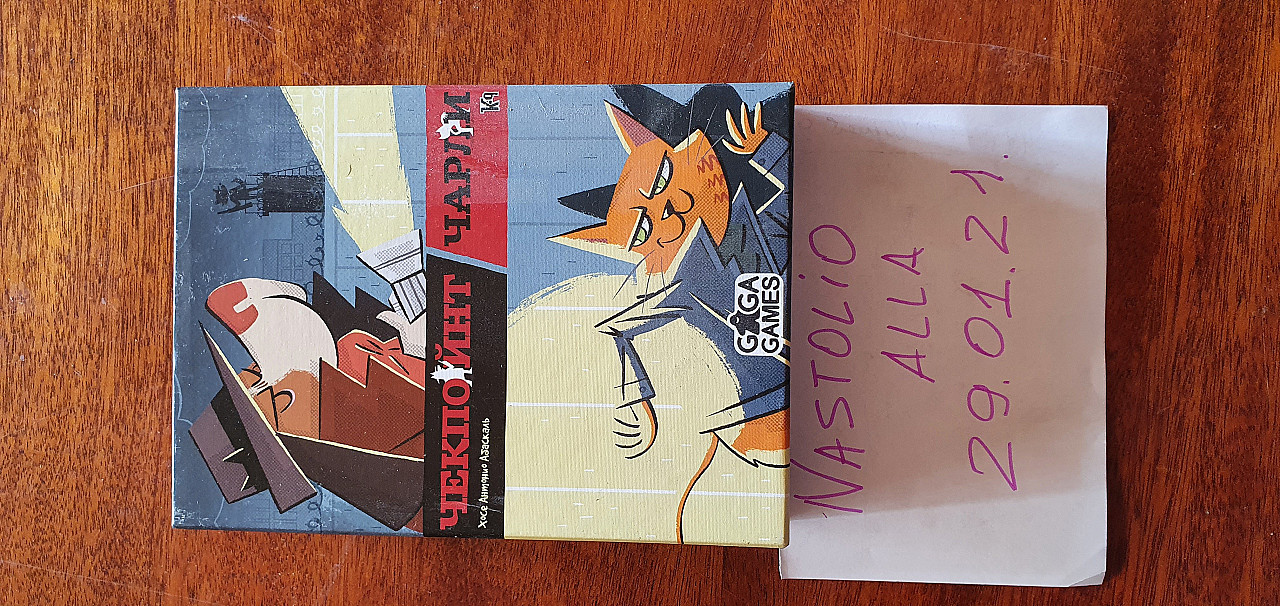 ЧЕКПОЙНТ ЧАРЛИ
Хосе Антонио Абаскаль
GAGA
GAMES
NASTOLiO
ALLA
29.01.21.